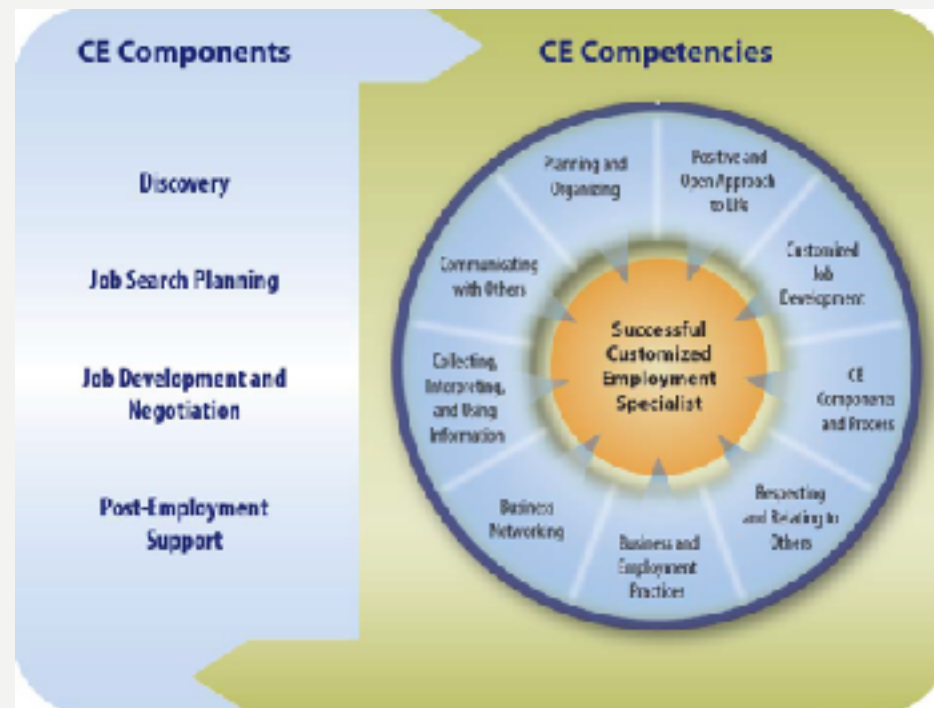 CE Components
Discovery
Job Search Planning
Job Development and
Negotiation
Post-Employment
Support
CE Competencies
Positive and
Open Approach
to Life
Customized
Job
Development
CE
Components
and Process
Respecting
and Relating to
Others
Business and
Employment
Practices
Business
Networking
Collecting,
Interpreting,
and Using
Information
Communicating
with Others
Planning and
Organizing
Successful
Customized
Employment
Specialist